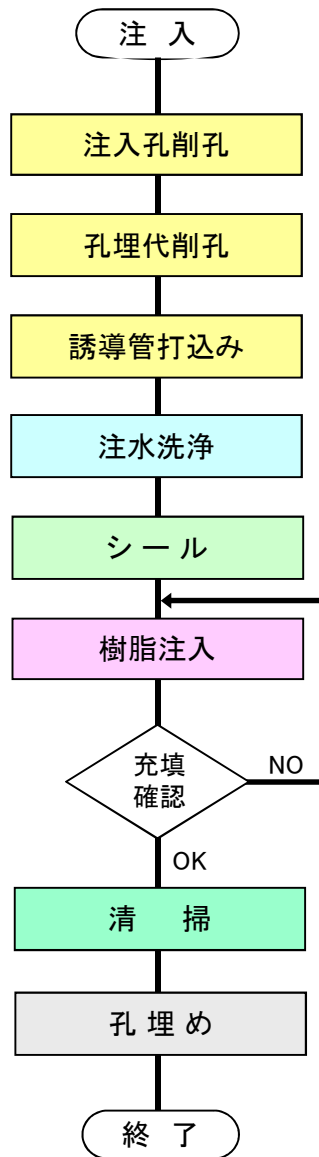 注 入
注入孔削孔
孔埋代削孔
誘導管打込み
注水洗浄
シ ー ル
樹脂注入
充填
確認
NO
OK
清 掃
孔 埋 め
終 了